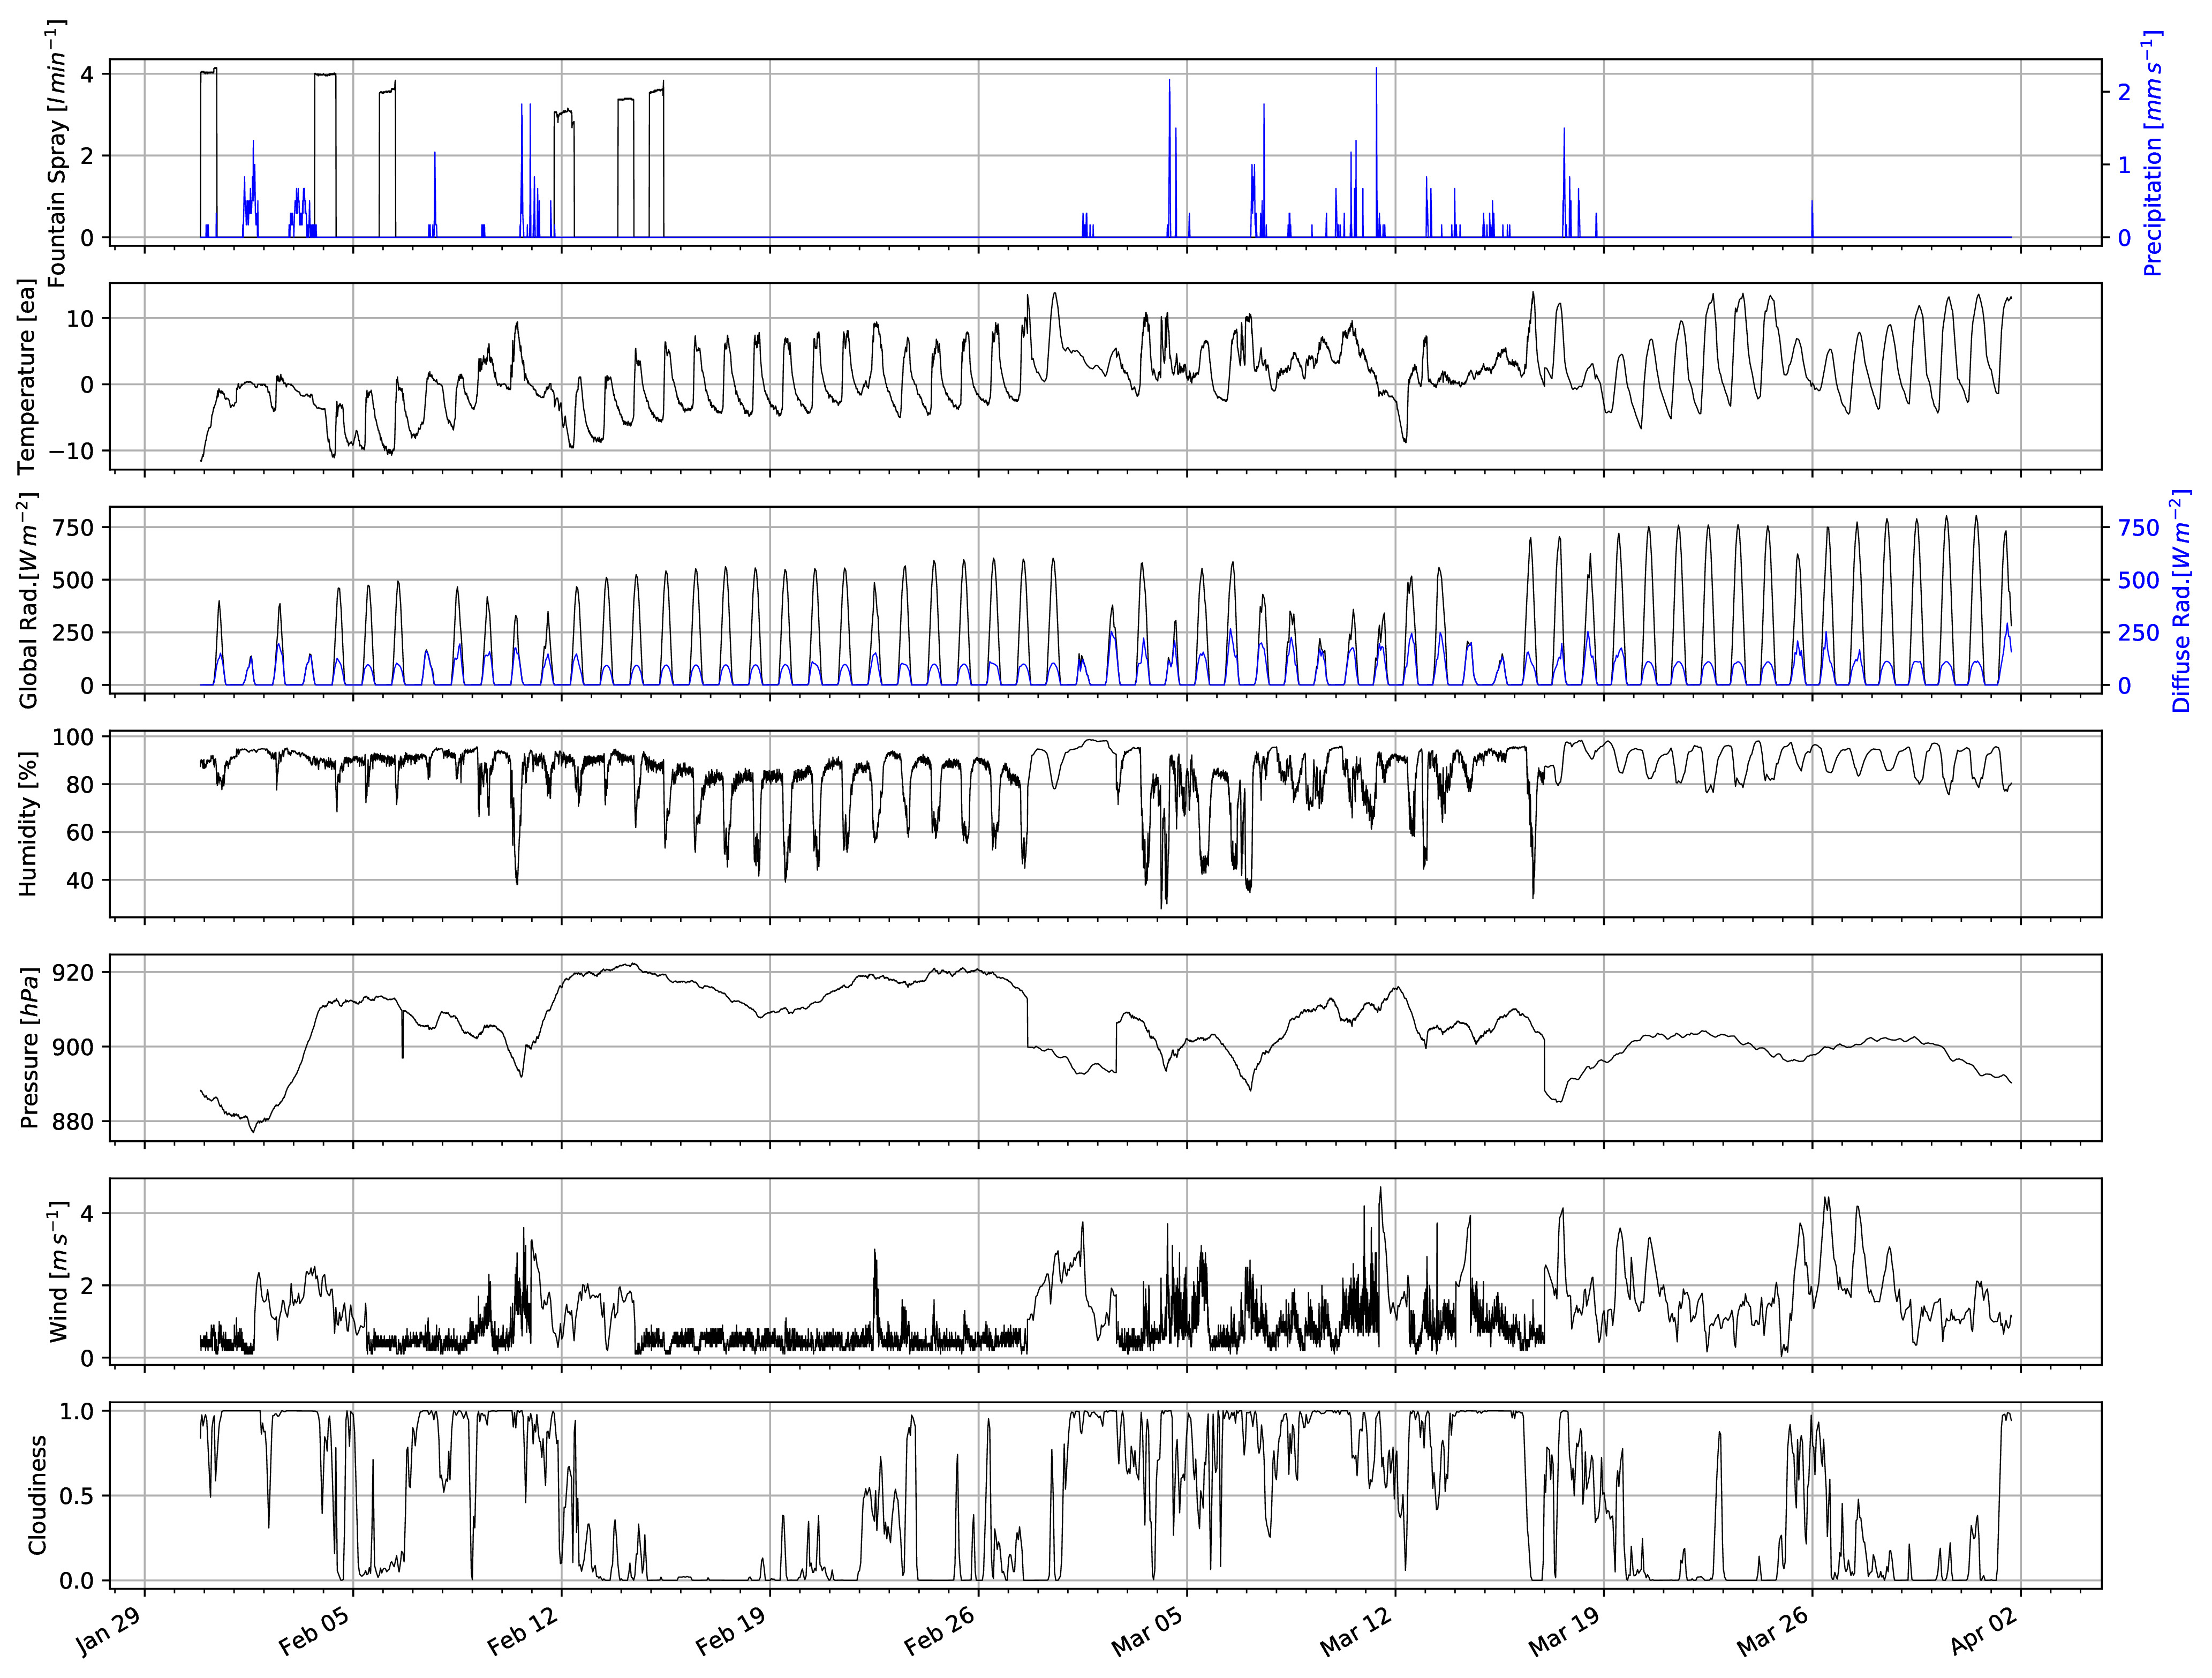 Fountain Spray [l min⁻¹]
4
2
0
2
1
0
Precipitation [mm s⁻¹]
Temperature [ea]
10
0
−10
Global Rad.[W m⁻²]
750
500
250
0
750
500
250
0
Diffuse Rad.[W m⁻²]
Humidity [%]
100
80
60
40
Pressure [hPa]
920
900
880
Wind [m s⁻¹]
4
2
0
Cloudiness
1.0
0.5
0.0
Jan 29
Feb 05
Feb 12
Feb 19
Feb 26
Mar 05
Mar 12
Mar 19
Mar 26
Apr 02